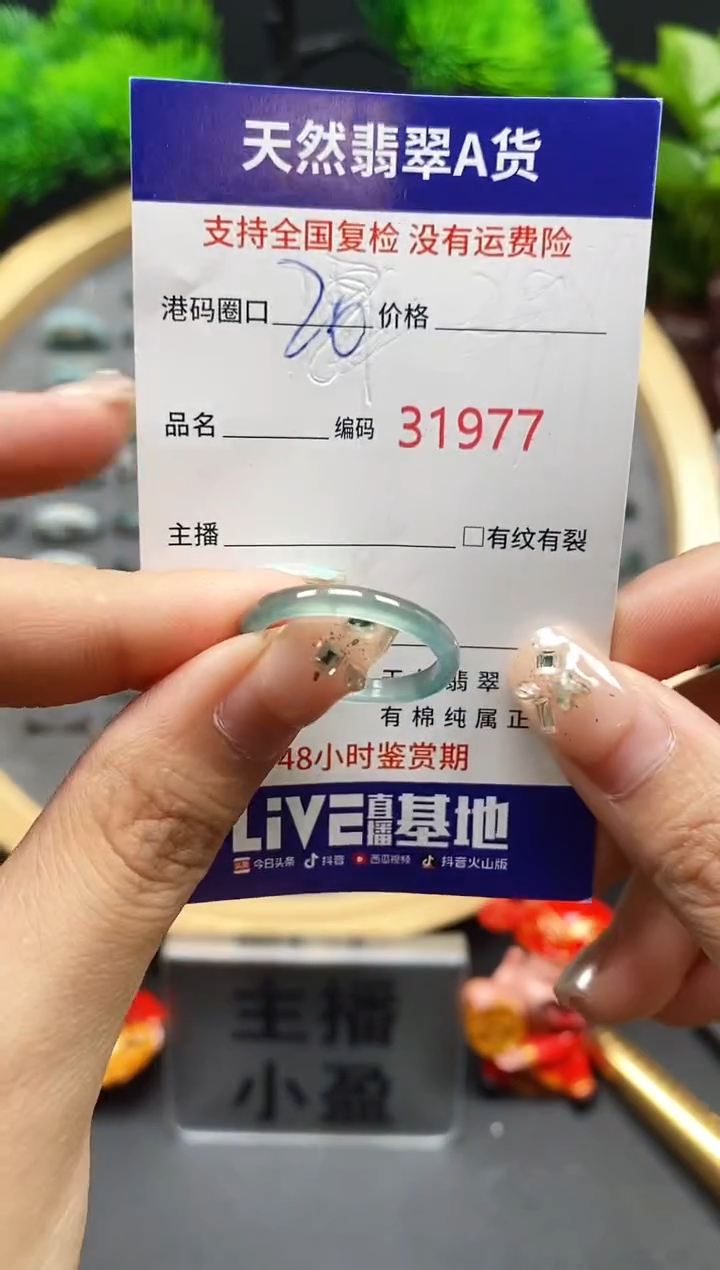 天然翡翠A货
支持全国复检 没有运费险
港码圈口 20 价格
品名 编码 31977
主播 □有纹有裂
翡翠
有棉纯属正
48小时鉴赏期
LiVE直播基地
头条 今日头条 抖音 西瓜视频 抖音火山版
主播
小盈